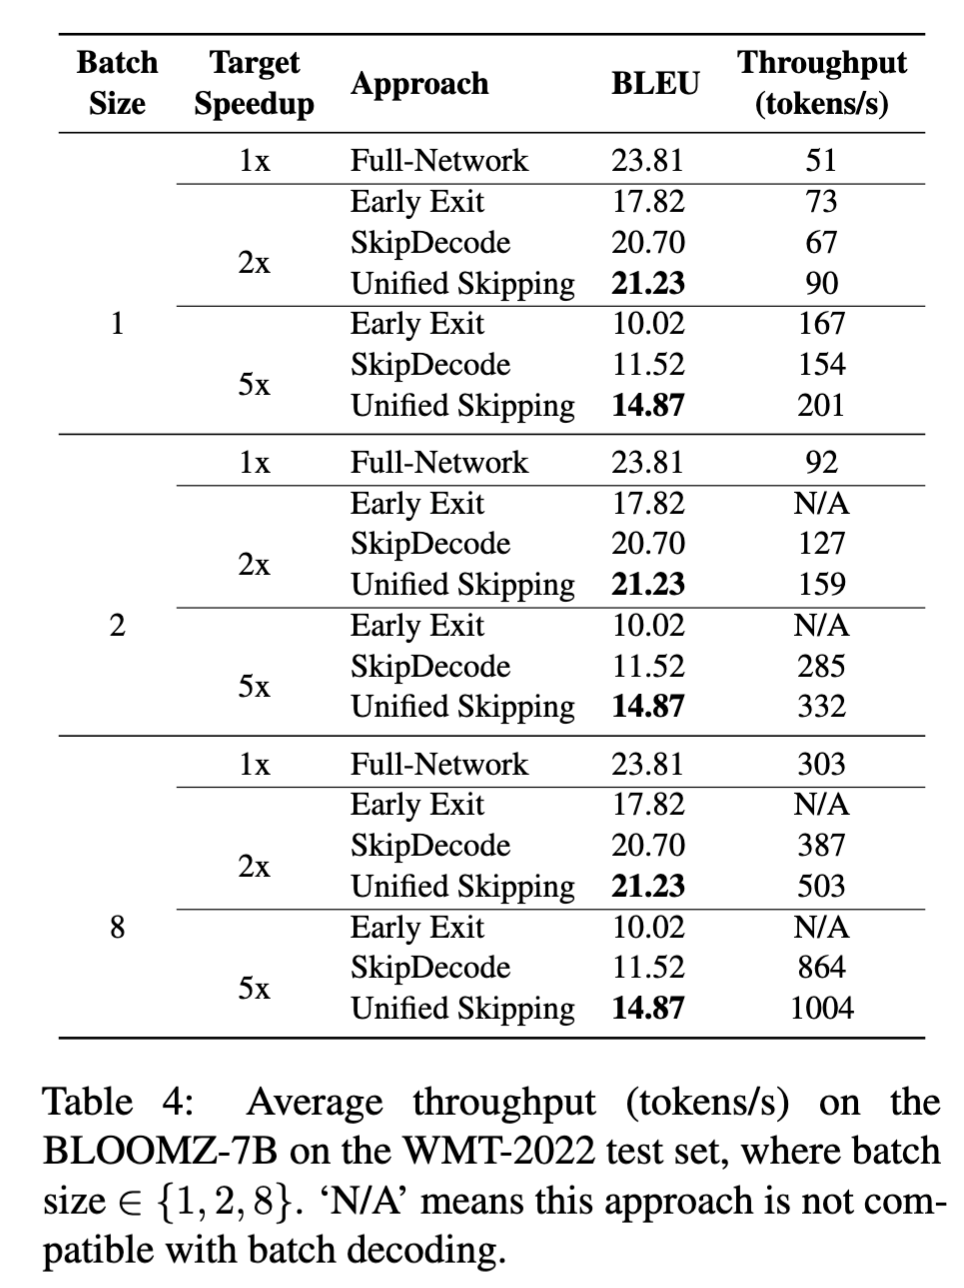 Batch Size Target Speedup Approach BLEU Throughput (tokens/s)
1x Full-Network 23.81 51
Early Exit 17.82 73
SkipDecode 20.70 67
2x
Unified Skipping 21.23 90
1 Early Exit 10.02 167
SkipDecode 11.52 154
5x
Unified Skipping 14.87 201
1x Full-Network 23.81 92
Early Exit 17.82 N/A
SkipDecode 20.70 127
2x
Unified Skipping 21.23 159
2 Early Exit 10.02 N/A
SkipDecode 11.52 285
5x
Unified Skipping 14.87 332
1x Full-Network 23.81 303
Early Exit 17.82 N/A
SkipDecode 20.70 387
2x
Unified Skipping 21.23 503
8 Early Exit 10.02 N/A
SkipDecode 11.52 864
5x
Unified Skipping 14.87 1004
Table 4: Average throughput (tokens/s) on the
BLOOMZ-7B on the WMT-2022 test set, where batch
size ∈ {1, 2, 8}. ‘N/A’ means this approach is not com-
patible with batch decoding.